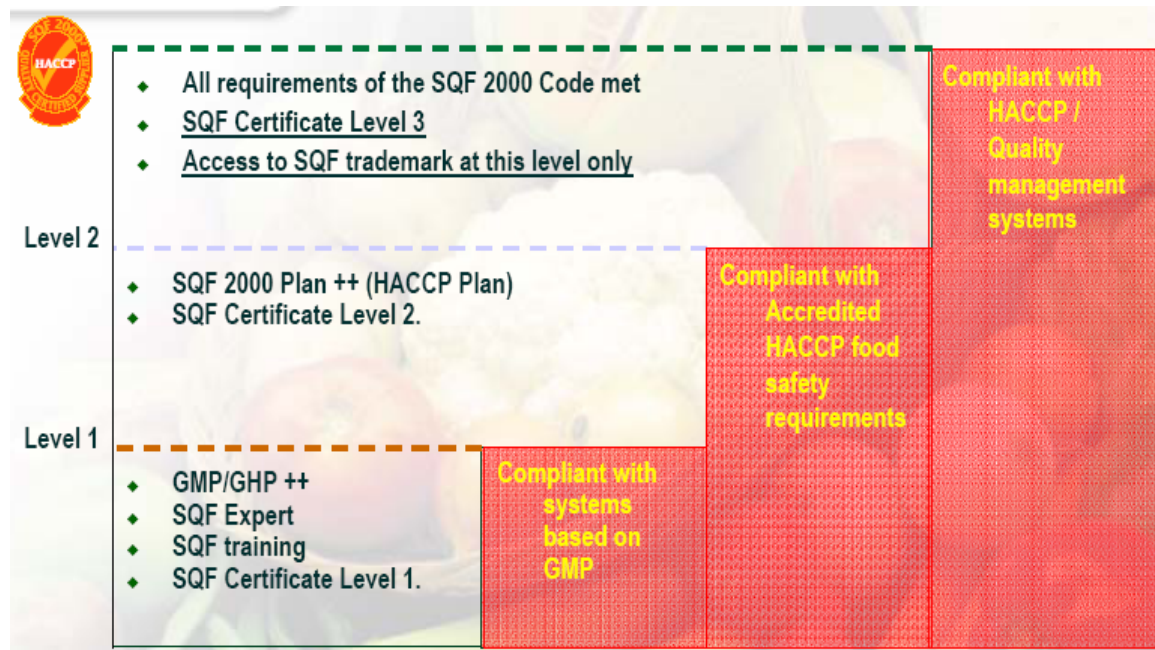 SQF 2000
HACCP
QUALITY CERTIFIED SUPPLIER
All requirements of the SQF 2000 Code met
SQF Certificate Level 3
Access to SQF trademark at this level only
Compliant with
HACCP /
Quality
management
systems
Level 2
SQF 2000 Plan ++ (HACCP Plan)
SQF Certificate Level 2.
Compliant with
Accredited
HACCP food
safety
requirements
Level 1
GMP/GHP ++
SQF Expert
SQF training
SQF Certificate Level 1.
Compliant with
systems
based on
GMP